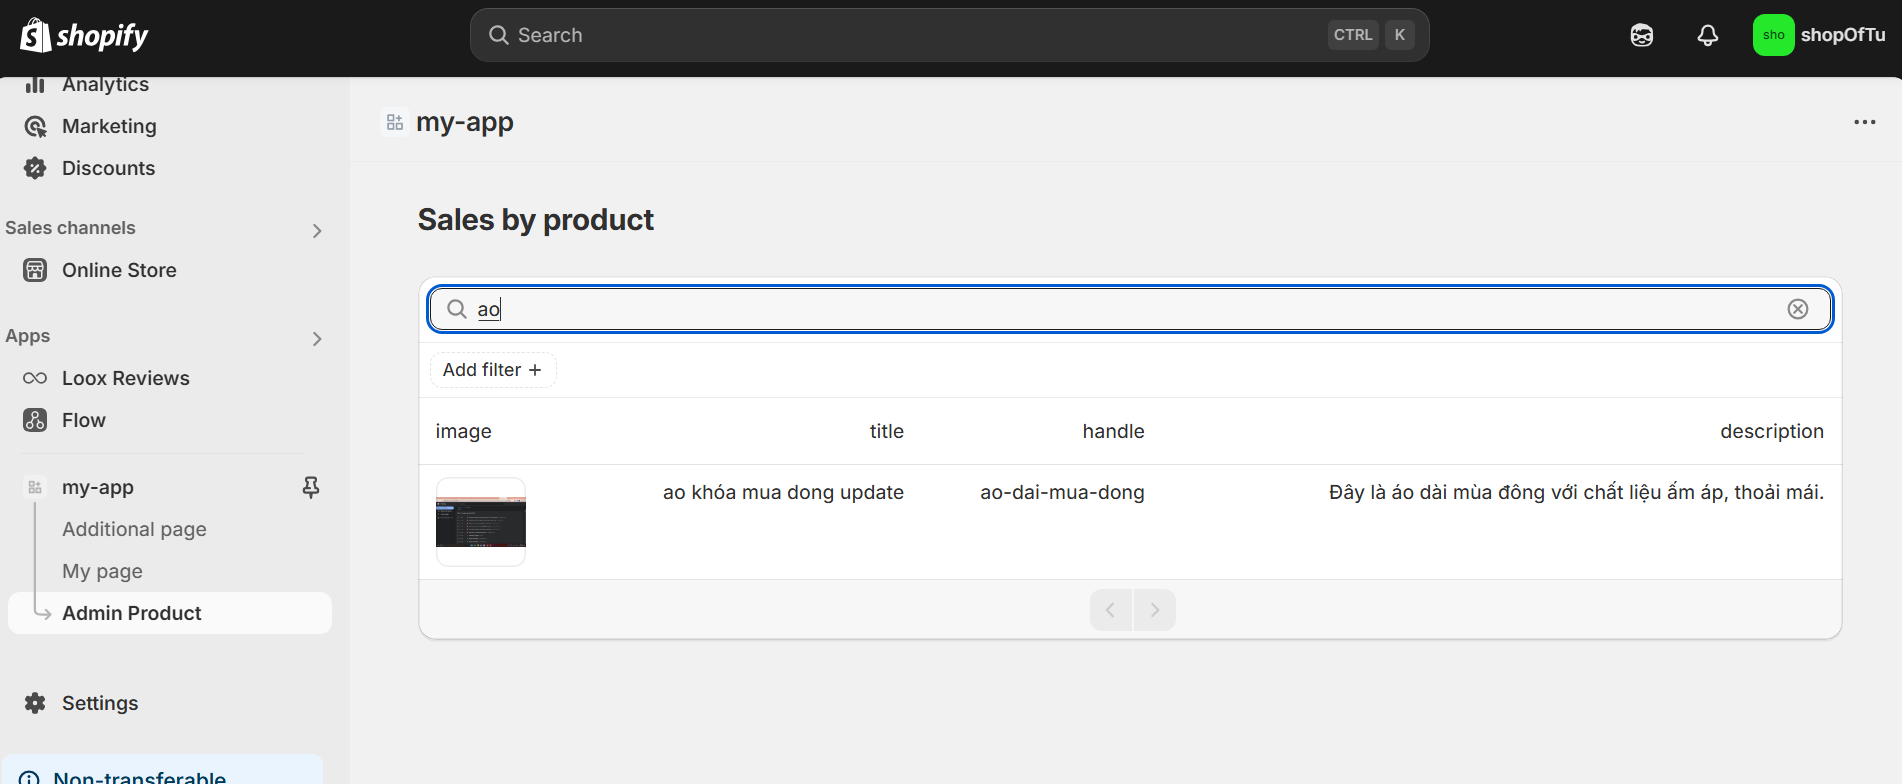 shopify
Search
CTRL K
sho
shopOfTu
Analytics
Marketing
Discounts
Sales channels
Online Store
Apps
Loox Reviews
Flow
my-app
Additional page
My page
Admin Product
Settings
Non-transferable
my-app
Sales by product
ao
Add filter +
image title handle description
ao khóa mua dong update ao-dai-mua-dong Đây là áo dài mùa đông với chất liệu ấm áp, thoải mái.